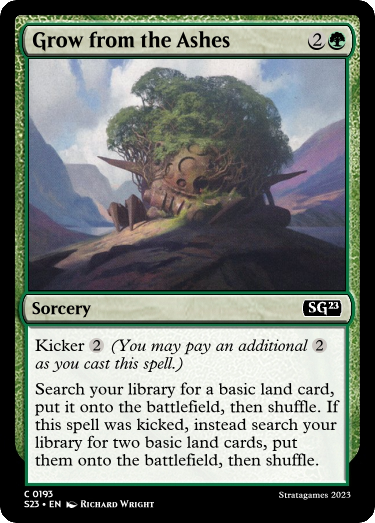 Grow from the Ashes 2
Sorcery SG23
Kicker 2 (You may pay an additional 2
as you cast this spell.)
Search your library for a basic land card,
put it onto the battlefield, then shuffle. If
this spell was kicked, instead search your
library for two basic land cards, put
them onto the battlefield, then shuffle.
C 0193
S23 • EN Richard Wright
Stratagames 2023